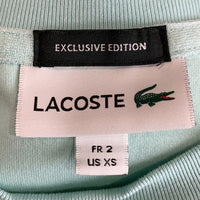 EXCLUSIVE EDITION
LACOSTE
FR 2
US XS